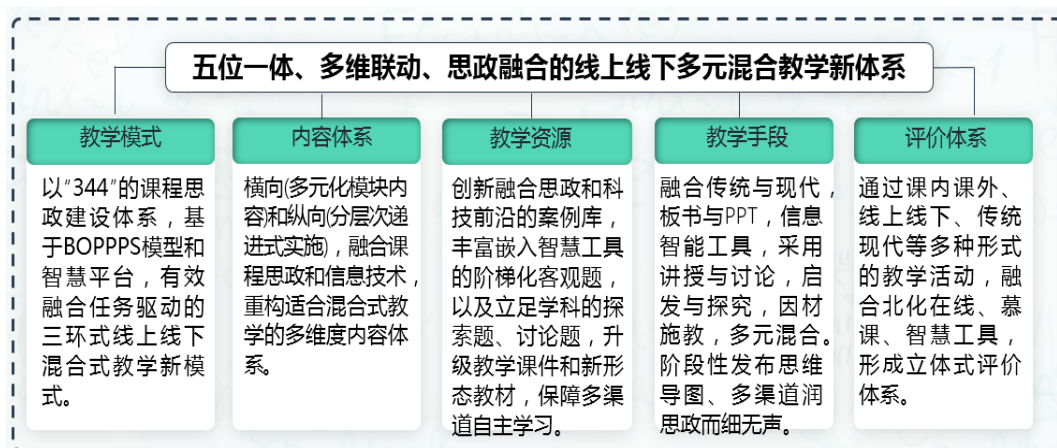 五位一体、多维联动、思政融合的线上线下多元混合教学新体系
教学模式
以“344”的课程思
政建设体系，基
于BOPPPS模型和
智慧平台，有效
融合任务驱动的
三环式线上线下
混合式教学新模
式。
内容体系
横向(多元化模块内
容)和纵向(分层次递
进式实施)，融合课
程思政和信息技术，
重构适合混合式教
学的多维度内容体
系。
教学资源
创新融合思政和科
技前沿的案例库，
丰富嵌入智慧工具
的阶梯化客观题，
以及立足学科的探
索题、讨论题，升
级教学课件和新形
态教材，保障多渠
道自主学习。
教学手段
融合传统与现代，
板书与PPT，信息
智能工具，采用
讲授与讨论，启
发与探究，因材
施教，多元混合。
阶段性发布思维
导图、多渠道润
思政而细无声。
评价体系
通过课内课外、
线上线下、传统
现代等多种形式
的教学活动，融
合北化在线、慕
课、智慧工具，
形成立体式评价
体系。